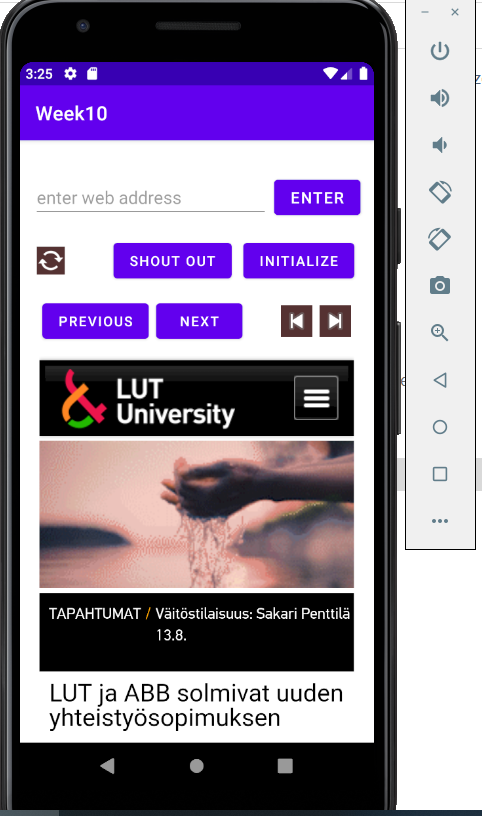 3:25
Week10
enter web address
ENTER
SHOUT OUT
INITIALIZE
PREVIOUS
NEXT
LUT
University
TAPAHTUMAT / Väitöstilaisuus: Sakari Penttilä
13.8.
LUT ja ABB solmivat uuden
yhteistyösopimuksen